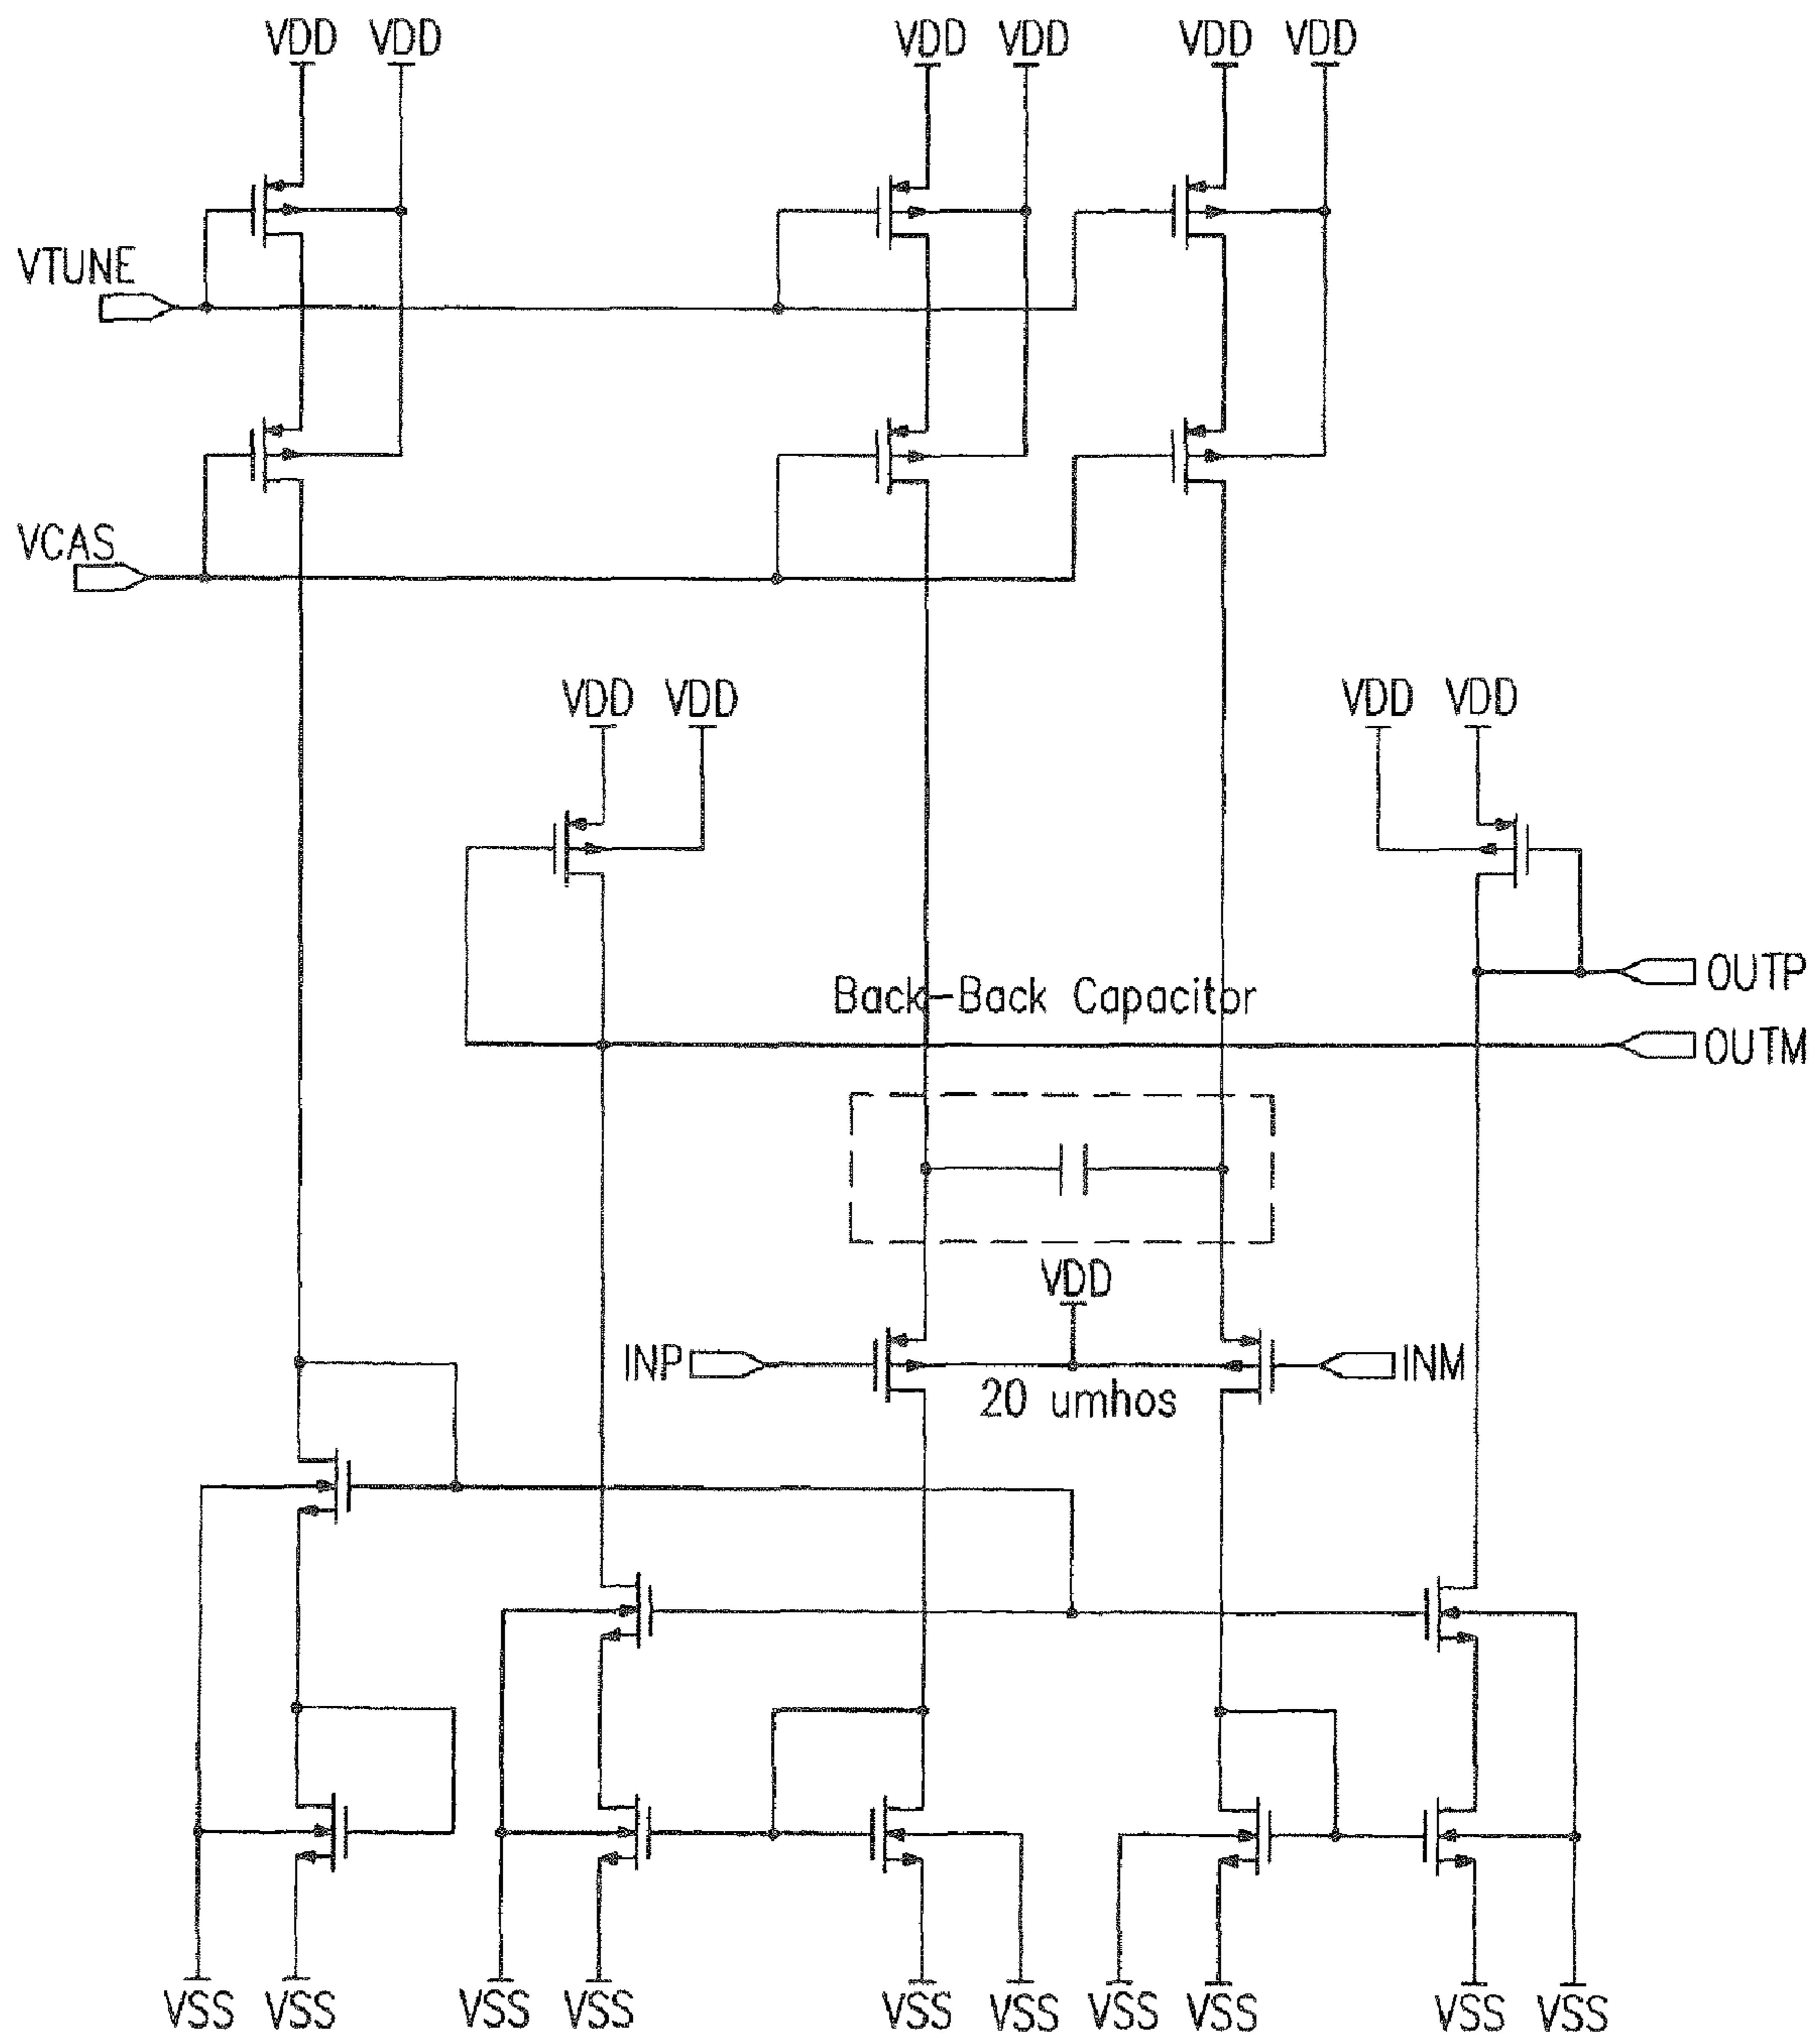 VDD VDD VDD VDD VDD VDD
VTUNE
VCAS
VDD VDD VDD VDD
OUTP
Back-Back Capacitor
OUTM
VDD
INP INM
20 umhos
VSS VSS VSS VSS VSS VSS VSS VSS VSS VSS